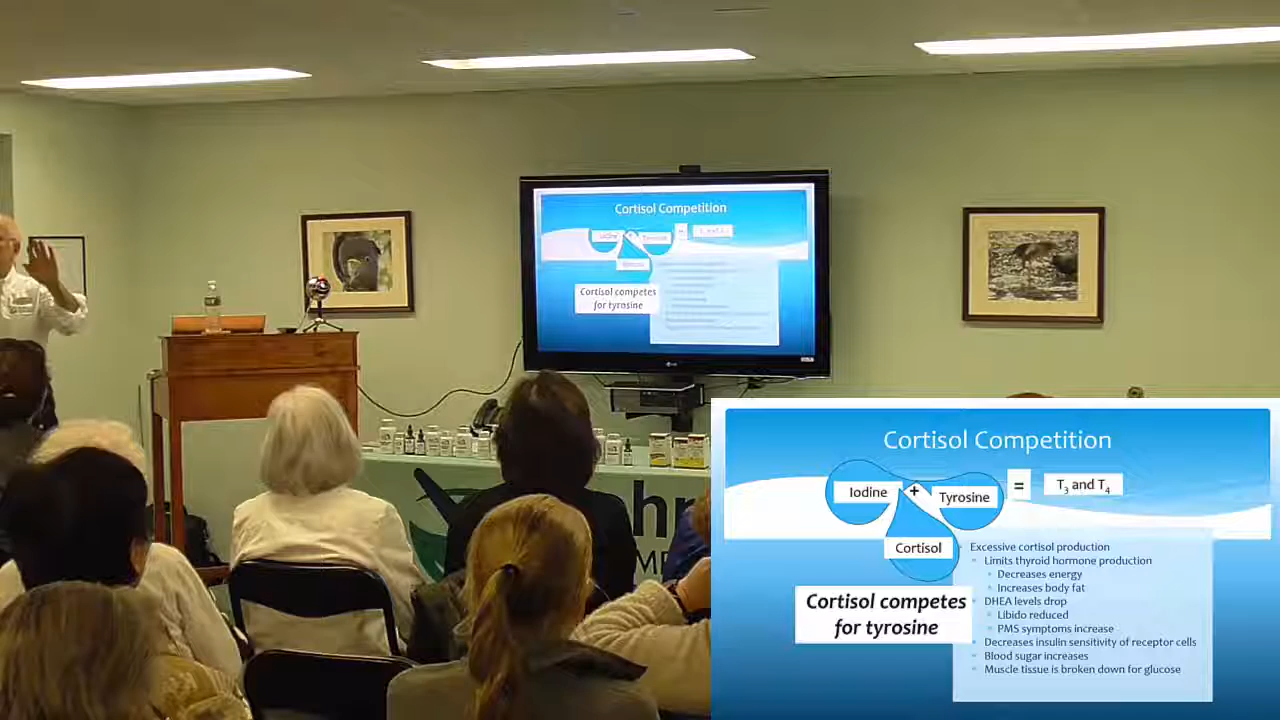 Cortisol Competition
Cortisol competes
for tyrosine
Cortisol Competition
Iodine + Tyrosine = T₃ and T₄
Cortisol
Cortisol competes
for tyrosine
Excessive cortisol production
Limits thyroid hormone production
Decreases energy
Increases body fat
DHEA levels drop
Libido reduced
PMS symptoms increase
Decreases insulin sensitivity of receptor cells
Blood sugar increases
Muscle tissue is broken down for glucose